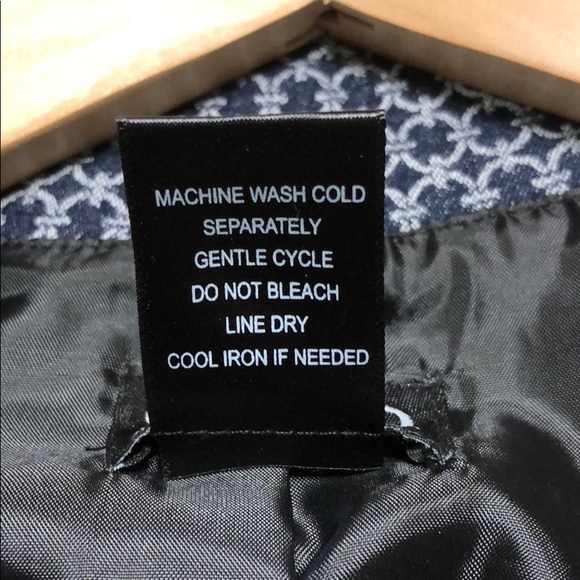 MACHINE WASH COLD
SEPARATELY
GENTLE CYCLE
DO NOT BLEACH
LINE DRY
COOL IRON IF NEEDED